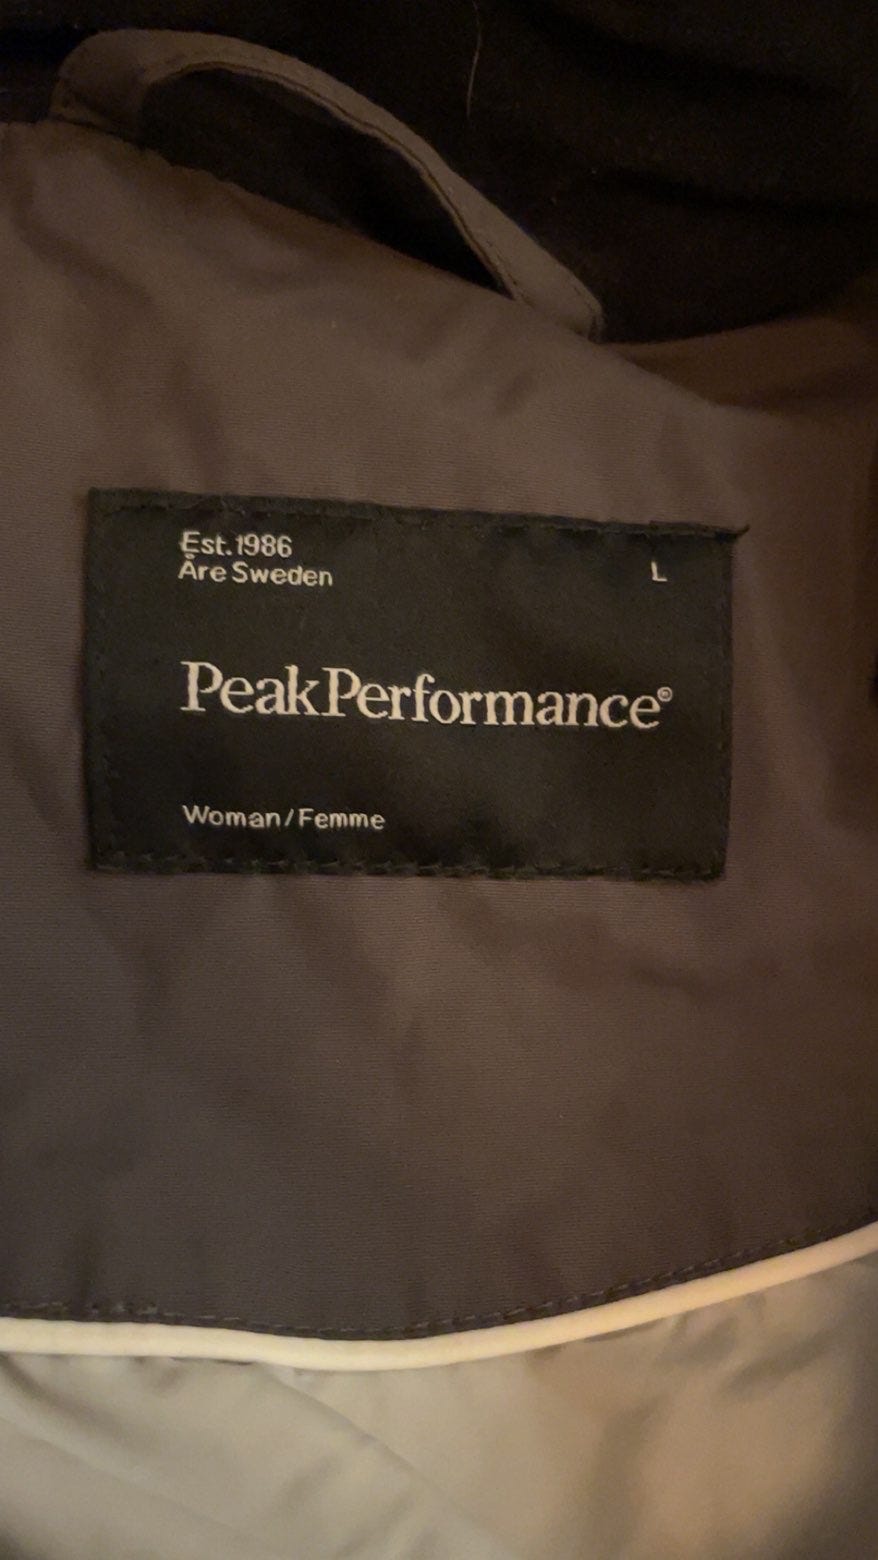 Est. 1986
Åre Sweden
L
PeakPerformance©
Woman/Femme